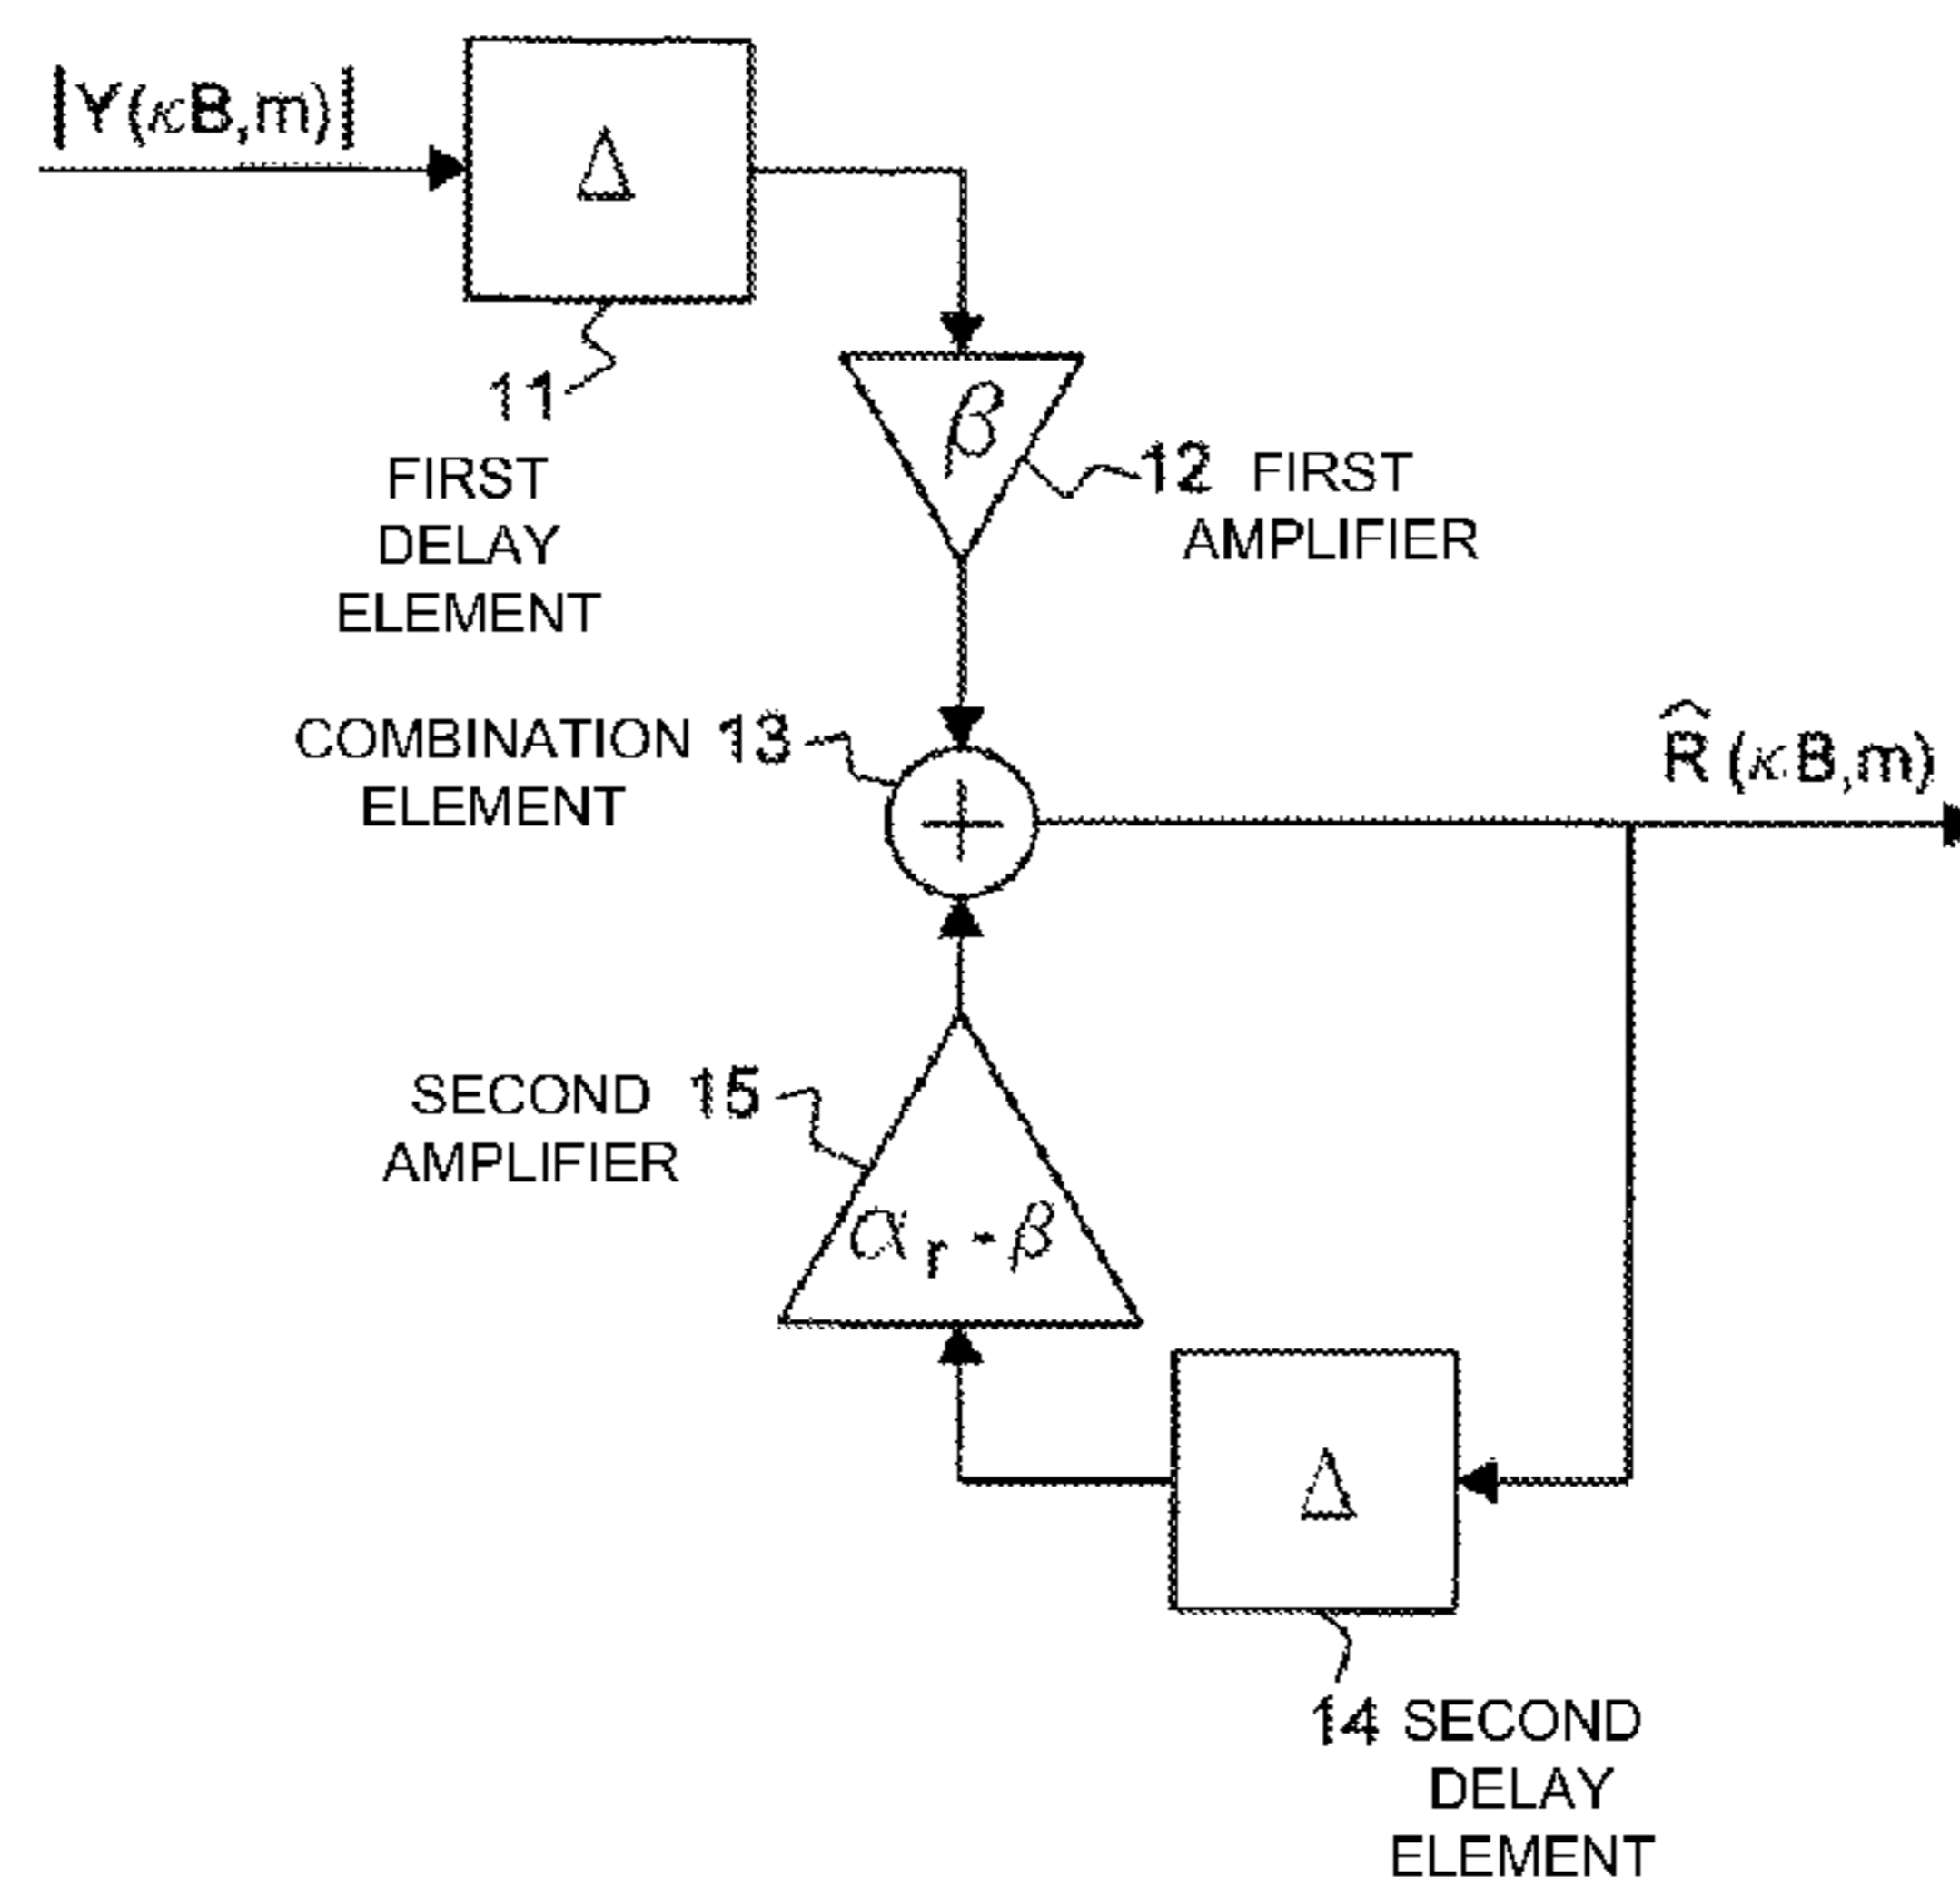 |Y(κB,m)|
Δ
11
FIRST
DELAY
ELEMENT
β
12 FIRST
AMPLIFIER
COMBINATION 13
ELEMENT
+
R̂(κB,m)
SECOND 15
AMPLIFIER
αr-β
Δ
14 SECOND
DELAY
ELEMENT